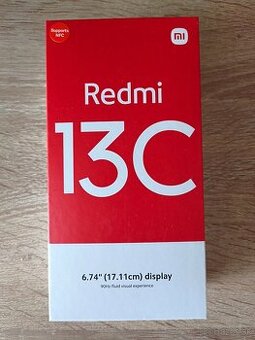 Supports
NFC
mi
Redmi
13C
6.74" (17.11cm) display
90Hz fluid visual experience